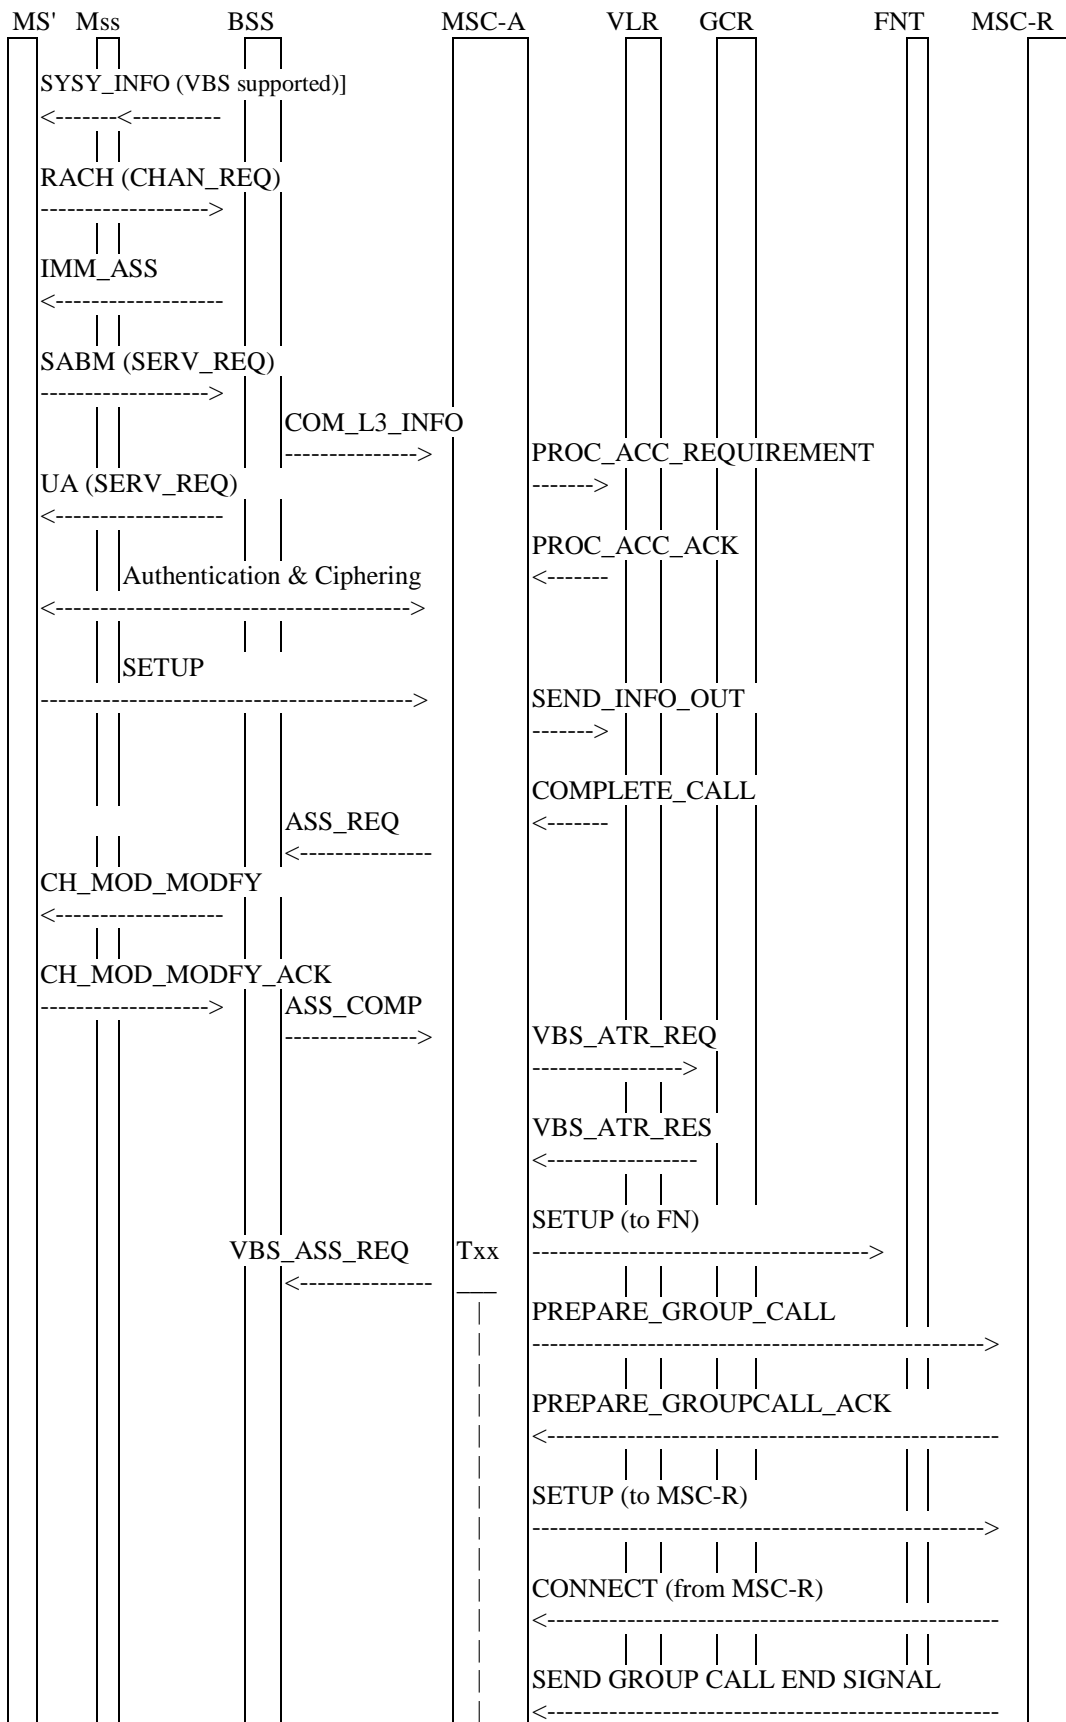 MS' Mss BSS MSC-A VLR GCR FNT MSC-R
SYSY_INFO (VBS supported)]
<-------<----------
RACH (CHAN_REQ)
------------------->
IMM_ASS
<-------------------
SABM (SERV_REQ)
------------------->
COM_L3_INFO
---------------> PROC_ACC_REQUIREMENT
UA (SERV_REQ) ------->
<-------------------
PROC_ACC_ACK
Authentication & Ciphering <-------
<---------------------------------------->
SETUP
------------------------------------------> SEND_INFO_OUT
------->
COMPLETE_CALL
ASS_REQ <-------
<---------------
CH_MOD_MODFY
<-------------------
CH_MOD_MODFY_ACK
-------------------> ASS_COMP
---------------> VBS_ATR_REQ
----------------->
VBS_ATR_RES
<-----------------
SETUP (to FN)
VBS_ASS_REQ Txx -------------------------------------->
<--------------- ___
PREPARE_GROUP_CALL
--------------------------------------------------->
PREPARE_GROUPCALL_ACK
<---------------------------------------------------
SETUP (to MSC-R)
--------------------------------------------------->
CONNECT (from MSC-R)
<---------------------------------------------------
SEND GROUP CALL END SIGNAL
<---------------------------------------------------